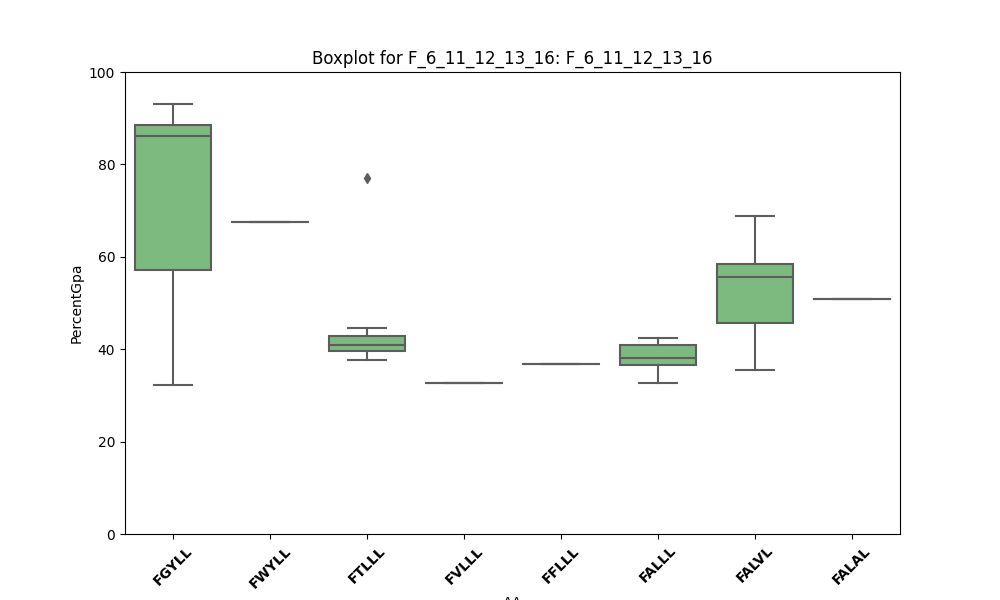 Boxplot for F_6_11_12_13_16: F_6_11_12_13_16
100
80
60
40
20
0
PercentGpa
FGYLL
FWYLL
FTLLL
FVLLL
FFLLL
FALLL
FALVL
FALAL